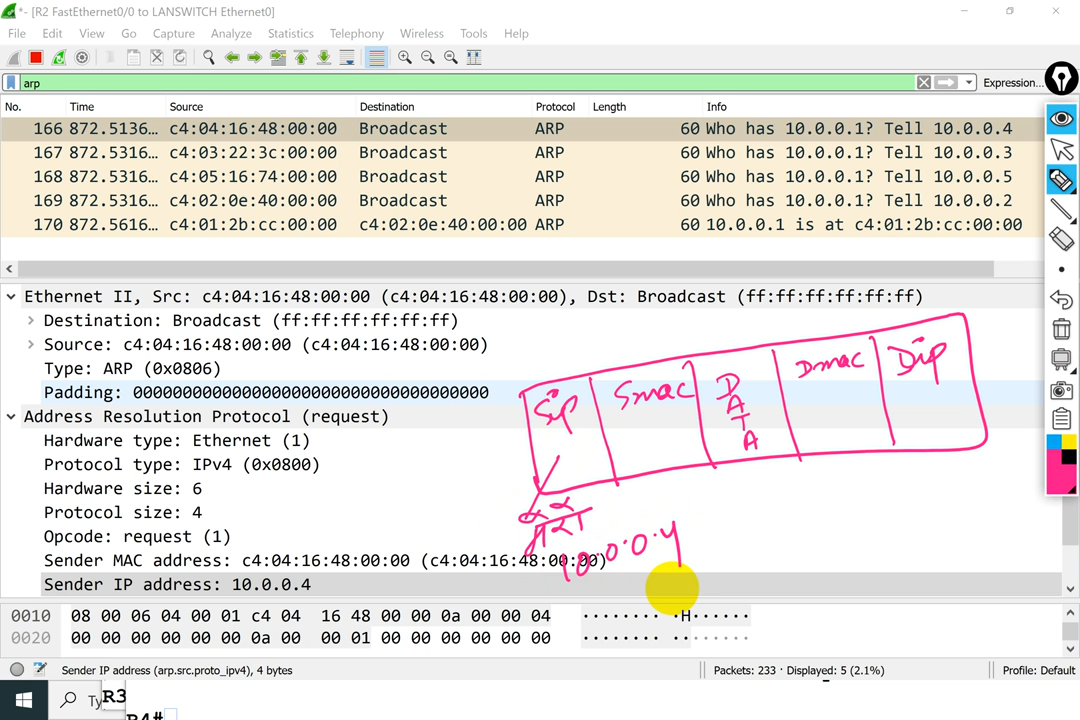 *- [R2 FastEthernet0/0 to LANSWITCH Ethernet0]
File Edit View Go Capture Analyze Statistics Telephony Wireless Tools Help
arp
Expression...
No. Time Source Destination Protocol Length Info
166 872.5136... c4:04:16:48:00:00 Broadcast ARP 60 Who has 10.0.0.1? Tell 10.0.0.4
167 872.5316... c4:03:22:3c:00:00 Broadcast ARP 60 Who has 10.0.0.1? Tell 10.0.0.3
168 872.5316... c4:05:16:74:00:00 Broadcast ARP 60 Who has 10.0.0.1? Tell 10.0.0.5
169 872.5316... c4:02:0e:40:00:00 Broadcast ARP 60 Who has 10.0.0.1? Tell 10.0.0.2
170 872.5616... c4:01:2b:cc:00:00 c4:02:0e:40:00:00 ARP 60 10.0.0.1 is at c4:01:2b:cc:00:00
Ethernet II, Src: c4:04:16:48:00:00 (c4:04:16:48:00:00), Dst: Broadcast (ff:ff:ff:ff:ff:ff)
Destination: Broadcast (ff:ff:ff:ff:ff:ff)
Source: c4:04:16:48:00:00 (c4:04:16:48:00:00)
Type: ARP (0x0806)
Padding: 000000000000000000000000000000000000
Address Resolution Protocol (request)
Hardware type: Ethernet (1)
Protocol type: IPv4 (0x0800)
Hardware size: 6
Protocol size: 4
Opcode: request (1)
Sender MAC address: c4:04:16:48:00:00 (c4:04:16:48:00:00)
Sender IP address: 10.0.0.4
Sip Smac DATA Dmac Dip
10.0.0.4
0010 08 00 06 04 00 01 c4 04 16 48 00 00 0a 00 00 04 ········ ·H······
0020 00 00 00 00 00 00 0a 00 00 01 00 00 00 00 00 00 ········ ········
Sender IP address (arp.src.proto_ipv4), 4 bytes
Packets: 233 · Displayed: 5 (2.1%)
Profile: Default
R3
R4#